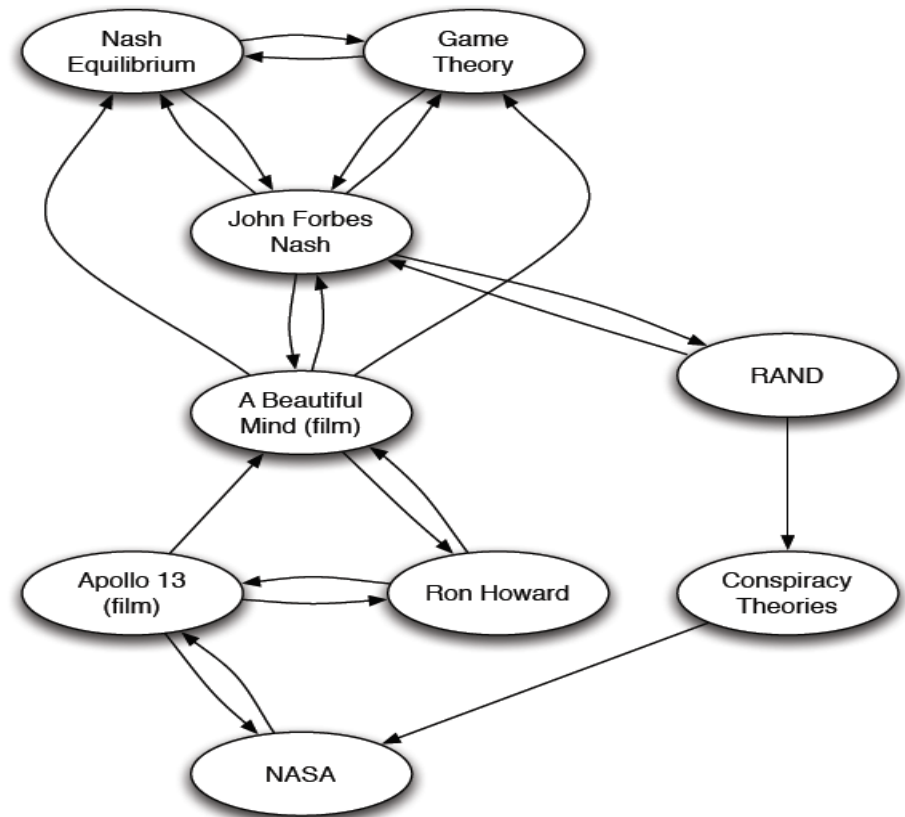 Nash
Equilibrium
Game
Theory
John Forbes
Nash
RAND
A Beautiful
Mind (film)
Apollo 13
(film)
Ron Howard
Conspiracy
Theories
NASA